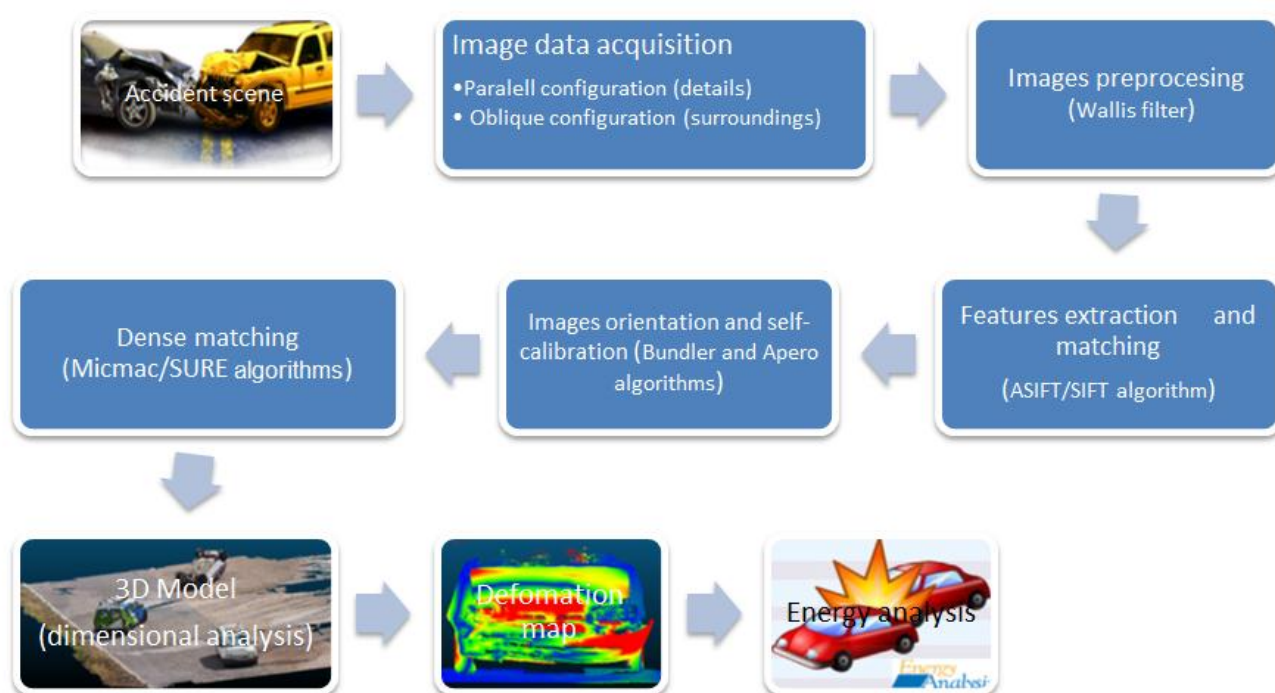 Accident scene
Image data acquisition
•Paralell configuration (details)
• Oblique configuration (surroundings)
Images preprocesing
(Wallis filter)
Features extraction and
matching
(ASIFT/SIFT algorithm)
Images orientation and self-
calibration (Bundler and Apero
algorithms)
Dense matching
(Micmac/SURE algorithms)
3D Model
(dimensional analysis)
Defomation
map
Energy analysis
Energy